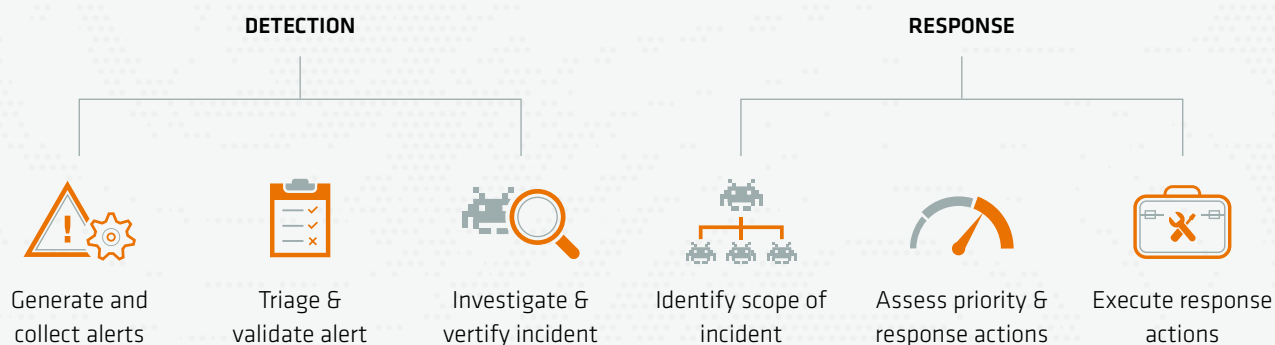 DETECTION
RESPONSE
Generate and
collect alerts
Triage &
validate alert
Investigate &
vertify incident
Identify scope of
incident
Assess priority &
response actions
Execute response
actions